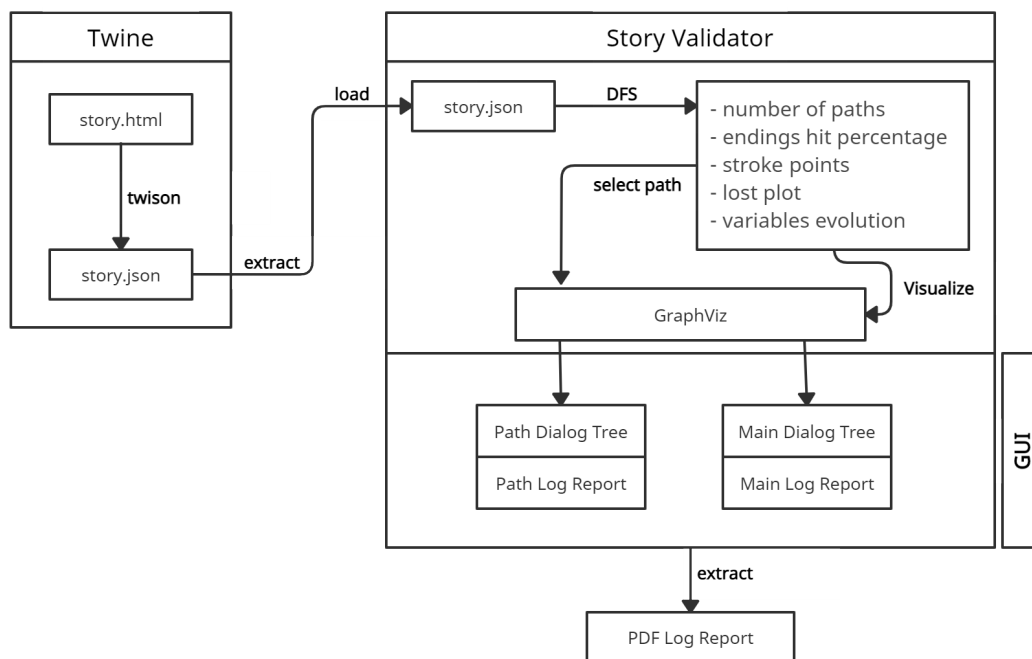 Twine
story.html
twison
story.json
extract
Story Validator
load
story.json
DFS
- number of paths
- endings hit percentage
- stroke points
- lost plot
- variables evolution
select path
Visualize
GraphViz
Path Dialog Tree
Path Log Report
Main Dialog Tree
Main Log Report
GUI
extract
PDF Log Report